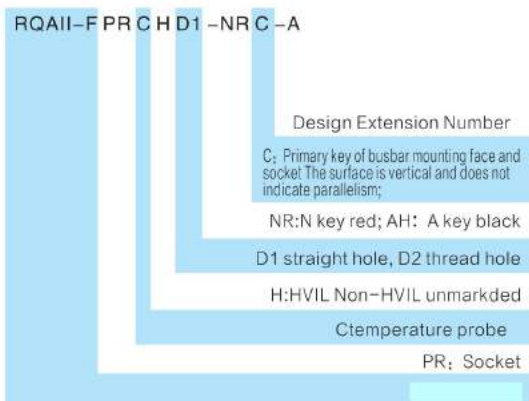 RQAII-F PR C H D1 -NR C -A
Design Extension Number
C: Primary key of busbar mounting face and
socket The surface is vertical and does not
indicate parallelism;
NR:N key red; AH: A key black
D1 straight hole, D2 thread hole
H:HVIL Non-HVIL unmarkded
Ctemperature probe
PR: Socket